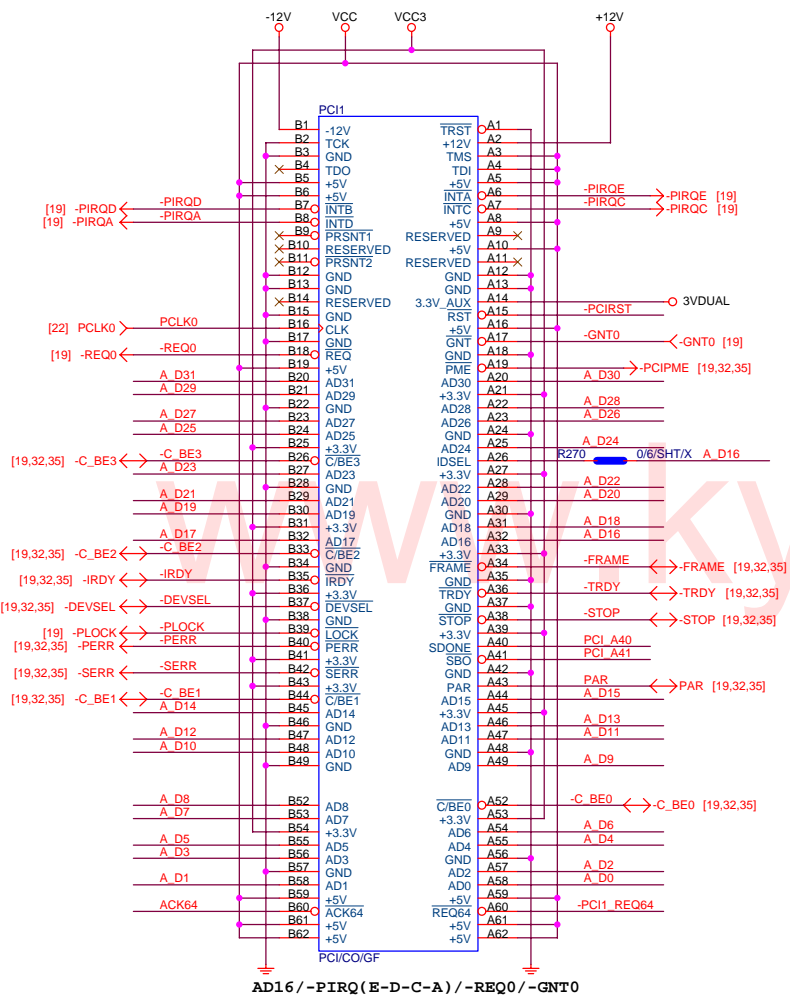 -12V VCC VCC3 +12V
PCI1
B1 -12V TRST A1
B2 TCK +12V A2
B3 GND TMS A3
B4 TDO TDI A4
B5 +5V +5V A5
B6 +5V INTA A6 -PIRQE -PIRQE [19]
[19] -PIRQD -PIRQD B7 INTB INTC A7 -PIRQC -PIRQC [19]
[19] -PIRQA -PIRQA B8 INTD +5V A8
B9 PRSNT1 RESERVED A9
B10 RESERVED +5V A10
B11 PRSNT2 RESERVED A11
B12 GND GND A12
B13 GND GND A13
B14 RESERVED 3.3V_AUX A14 3VDUAL
B15 GND RST A15 -PCIRST
[22] PCLK0 PCLK0 B16 CLK +5V A16
B17 GND GNT A17 -GNT0 -GNT0 [19]
[19] -REQ0 -REQ0 B18 REQ GND A18
B19 +5V PME A19 -PCIPME [19,32,35]
A_D31 B20 AD31 AD30 A20 A_D30
A_D29 B21 AD29 +3.3V A21
B22 GND AD28 A22 A_D28
A_D27 B23 AD27 AD26 A23 A_D26
A_D25 B24 AD25 GND A24
B25 +3.3V AD24 A25 A_D24
[19,32,35] -C_BE3 -C_BE3 B26 C/BE3 IDSEL A26 R270 0/6/SHT/X A_D16
A_D23 B27 AD23 +3.3V A27
B28 GND AD22 A28 A_D22
A_D21 B29 AD21 AD20 A29 A_D20
A_D19 B30 AD19 GND A30
B31 +3.3V AD18 A31 A_D18
A_D17 B32 AD17 AD16 A32 A_D16
[19,32,35] -C_BE2 -C_BE2 B33 C/BE2 +3.3V A33
B34 GND FRAME A34 -FRAME -FRAME [19,32,35]
[19,32,35] -IRDY -IRDY B35 IRDY GND A35
B36 +3.3V TRDY A36 -TRDY -TRDY [19,32,35]
[19,32,35] -DEVSEL -DEVSEL B37 DEVSEL GND A37
B38 GND STOP A38 -STOP -STOP [19,32,35]
[19] -PLOCK -PLOCK B39 LOCK +3.3V A39
[19,32,35] -PERR -PERR B40 PERR SDONE A40 PCI_A40
B41 +3.3V SBO A41 PCI_A41
[19,32,35] -SERR -SERR B42 SERR GND A42
B43 +3.3V PAR A43 PAR PAR [19,32,35]
[19,32,35] -C_BE1 -C_BE1 B44 C/BE1 AD15 A44 A_D15
A_D14 B45 AD14 +3.3V A45
B46 GND AD13 A46 A_D13
A_D12 B47 AD12 AD11 A47 A_D11
A_D10 B48 AD10 GND A48
B49 GND AD9 A49 A_D9
A_D8 B52 AD8 C/BE0 A52 -C_BE0 -C_BE0 [19,32,35]
A_D7 B53 AD7 +3.3V A53
B54 +3.3V AD6 A54 A_D6
A_D5 B55 AD5 AD4 A55 A_D4
A_D3 B56 AD3 GND A56
B57 GND AD2 A57 A_D2
A_D1 B58 AD1 AD0 A58 A_D0
B59 +5V +5V A59
ACK64 B60 ACK64 REQ64 A60 -PCI1_REQ64
B61 +5V +5V A61
B62 +5V +5V A62
PCI/CO/GF
AD16/-PIRQ(E-D-C-A)/-REQ0/-GNT0
www.ky